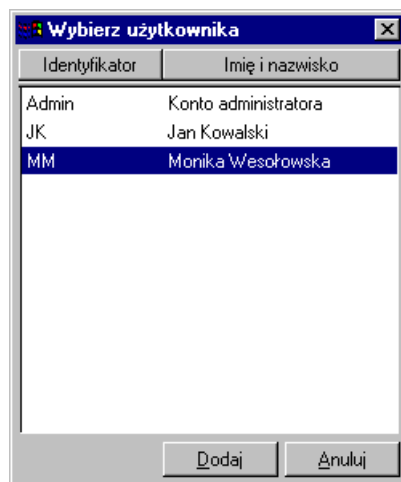 Wybierz użytkownika
Identyfikator Imię i nazwisko
Admin Konto administratora
JK Jan Kowalski
MM Monika Wesołowska
Dodaj Anuluj